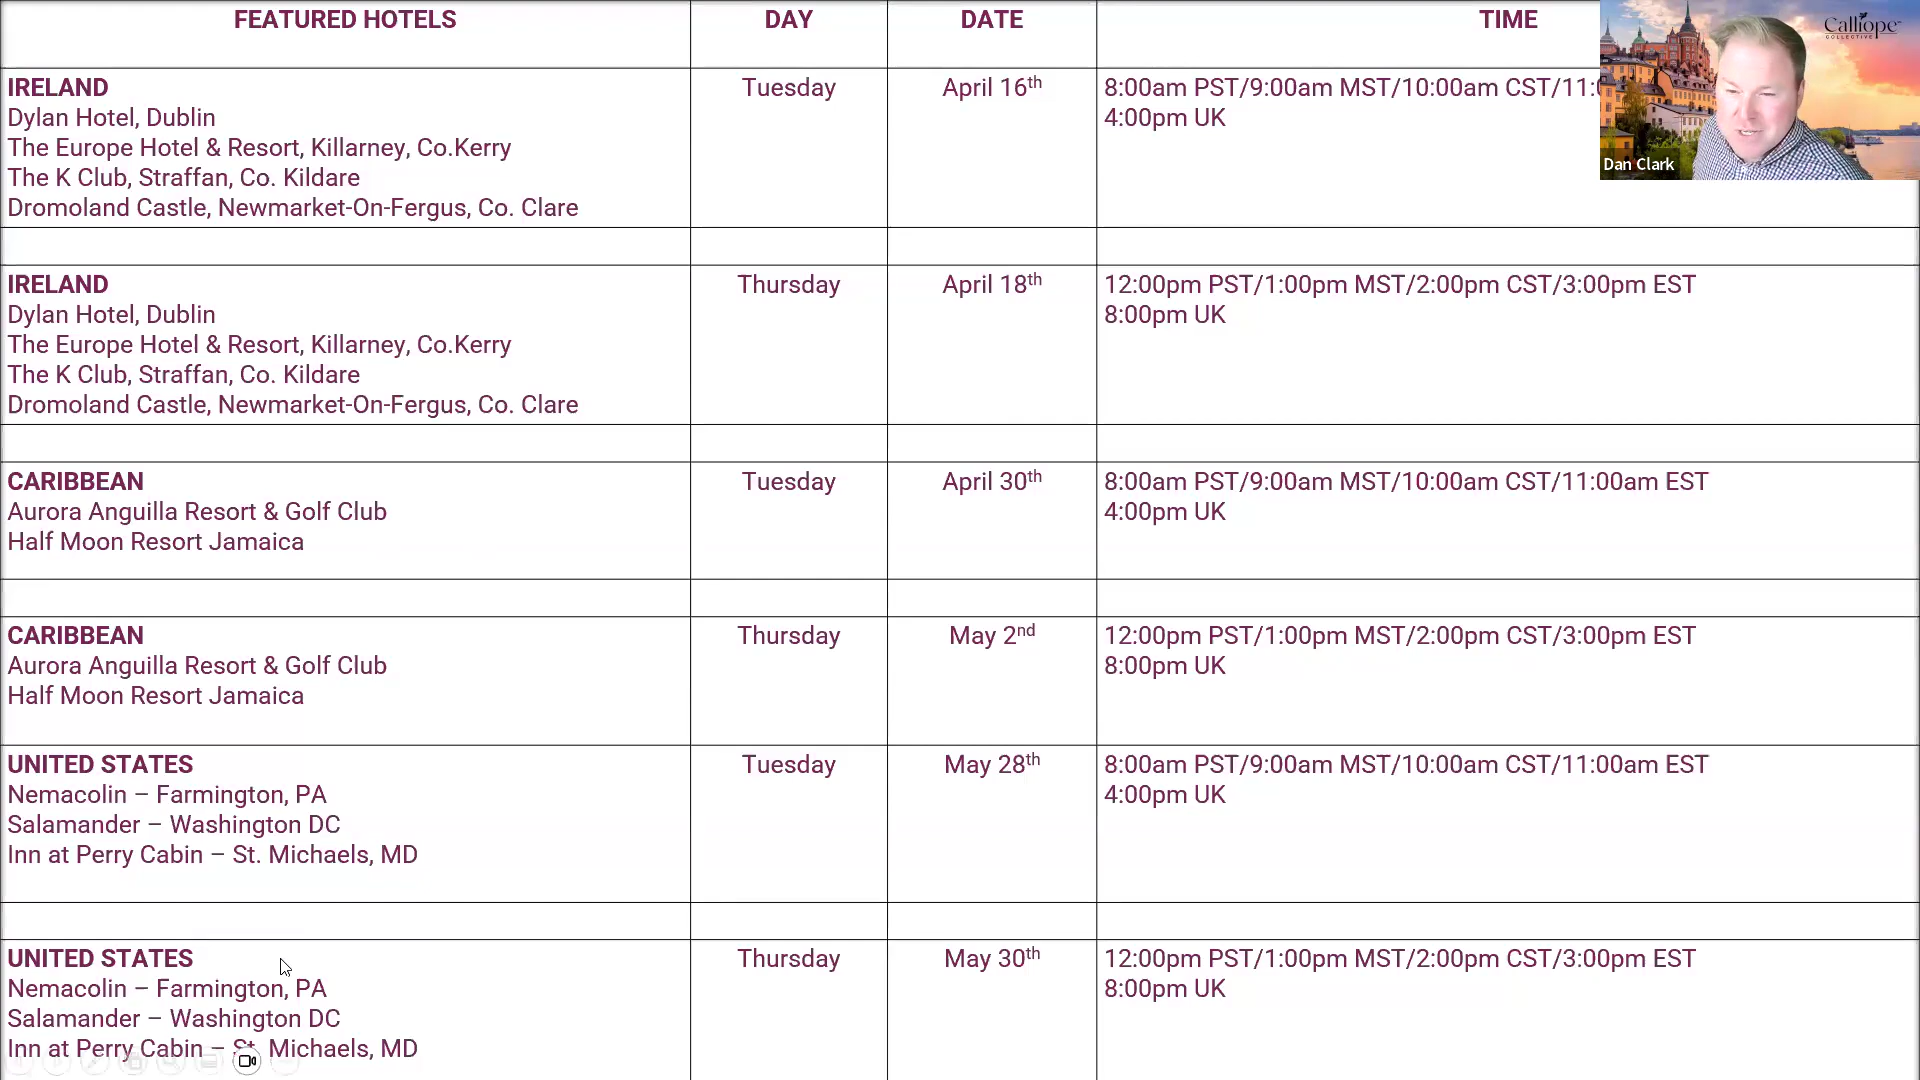 FEATURED HOTELS DAY DATE TIME
IRELAND Tuesday April 16th 8:00am PST/9:00am MST/10:00am CST/11:
Dylan Hotel, Dublin 4:00pm UK
The Europe Hotel & Resort, Killarney, Co.Kerry
The K Club, Straffan, Co. Kildare
Dromoland Castle, Newmarket-On-Fergus, Co. Clare
IRELAND Thursday April 18th 12:00pm PST/1:00pm MST/2:00pm CST/3:00pm EST
Dylan Hotel, Dublin 8:00pm UK
The Europe Hotel & Resort, Killarney, Co.Kerry
The K Club, Straffan, Co. Kildare
Dromoland Castle, Newmarket-On-Fergus, Co. Clare
CARIBBEAN Tuesday April 30th 8:00am PST/9:00am MST/10:00am CST/11:00am EST
Aurora Anguilla Resort & Golf Club 4:00pm UK
Half Moon Resort Jamaica
CARIBBEAN Thursday May 2nd 12:00pm PST/1:00pm MST/2:00pm CST/3:00pm EST
Aurora Anguilla Resort & Golf Club 8:00pm UK
Half Moon Resort Jamaica
UNITED STATES Tuesday May 28th 8:00am PST/9:00am MST/10:00am CST/11:00am EST
Nemacolin – Farmington, PA 4:00pm UK
Salamander – Washington DC
Inn at Perry Cabin – St. Michaels, MD
UNITED STATES Thursday May 30th 12:00pm PST/1:00pm MST/2:00pm CST/3:00pm EST
Nemacolin – Farmington, PA 8:00pm UK
Salamander – Washington DC
Inn at Perry Cabin – St. Michaels, MD
Calliope
COLLECTIVE
Dan Clark